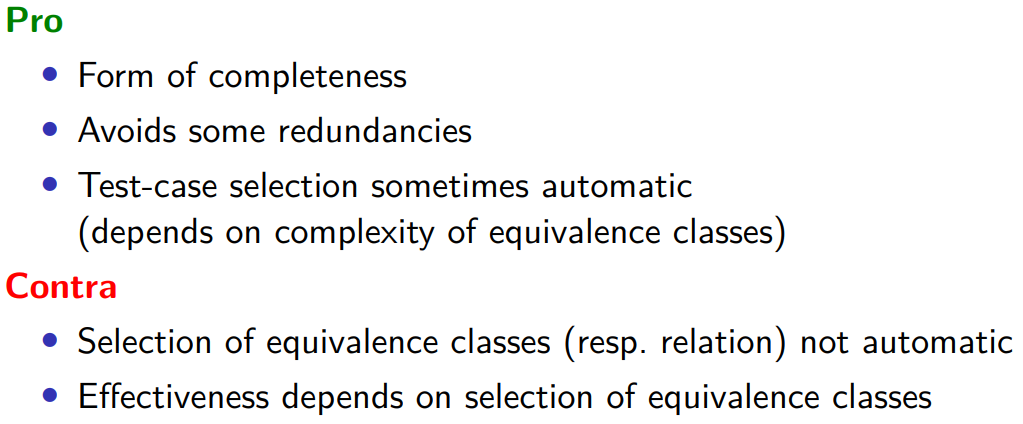 Pro
• Form of completeness
• Avoids some redundancies
• Test-case selection sometimes automatic
(depends on complexity of equivalence classes)
Contra
• Selection of equivalence classes (resp. relation) not automatic
• Effectiveness depends on selection of equivalence classes